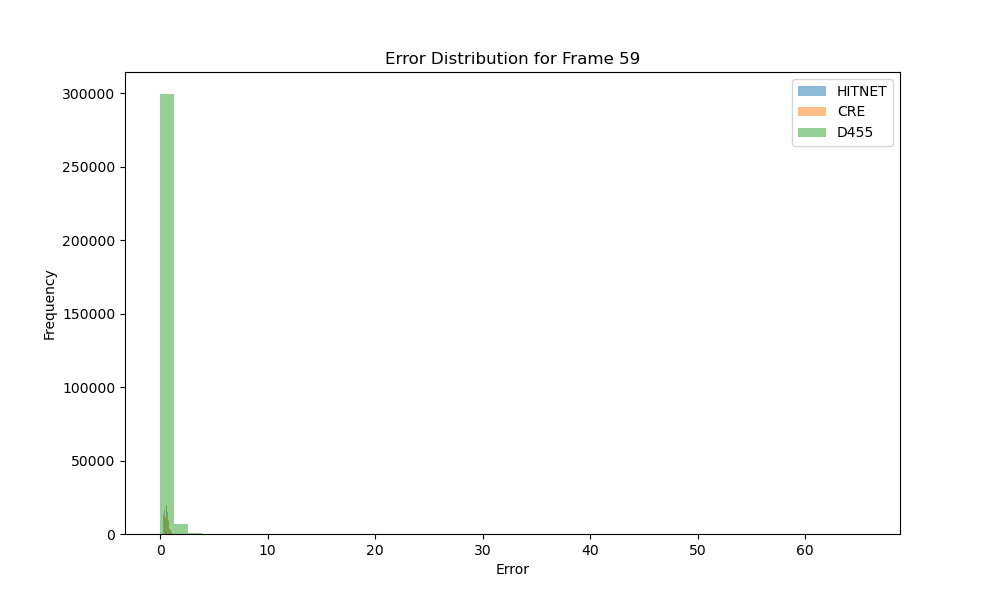 Error Distribution for Frame 59
HITNET
CRE
D455
300000
250000
200000
150000
100000
50000
0
Frequency
0 10 20 30 40 50 60
Error